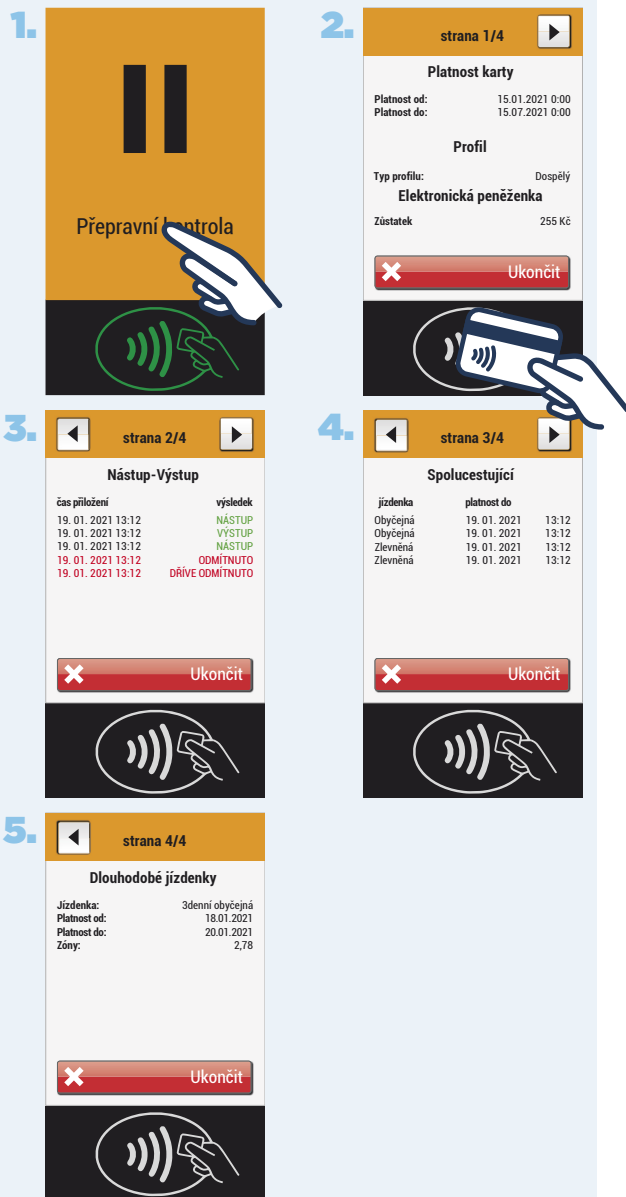 1.
Přepravní kontrola
2.
strana 1/4
Platnost karty
Platnost od: 15.01.2021 0:00
Platnost do: 15.07.2021 0:00
Profil
Typ profilu: Dospělý
Elektronická peněženka
Zůstatek 255 Kč
Ukončit
3.
strana 2/4
Nástup-Výstup
čas přiložení výsledek
19. 01. 2021 13:12 NÁSTUP
19. 01. 2021 13:12 VÝSTUP
19. 01. 2021 13:12 NÁSTUP
19. 01. 2021 13:12 ODMÍTNUTO
19. 01. 2021 13:12 DŘÍVE ODMÍTNUTO
Ukončit
4.
strana 3/4
Spolucestující
jízdenka platnost do
Obyčejná 19. 01. 2021 13:12
Obyčejná 19. 01. 2021 13:12
Zlevněná 19. 01. 2021 13:12
Zlevněná 19. 01. 2021 13:12
Ukončit
5.
strana 4/4
Dlouhodobé jízdenky
Jízdenka: 3denní obyčejná
Platnost od: 18.01.2021
Platnost do: 20.01.2021
Zóny: 2,78
Ukončit